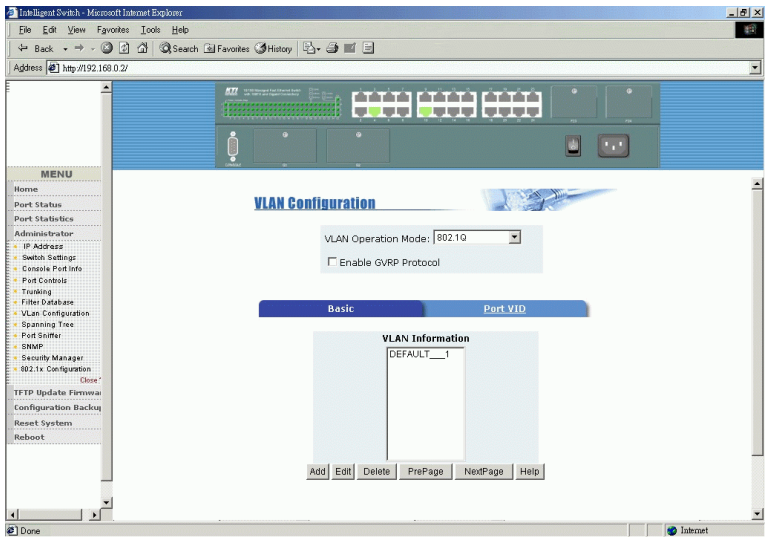 Intelligent Switch - Microsoft Internet Explorer
File Edit View Favorites Tools Help
Back Search Favorites History
Address http://192.168.0.2/
MENU
Home
Port Status
Port Statistics
Administrator
IP Address
Switch Settings
Console Port Info
Port Controls
Trunking
Filter Database
VLan Configuration
Spanning Tree
Port Sniffer
SNMP
Security Manager
802.1x Configuration
Close
TFTP Update Firmwa
Configuration Backup
Reset System
Reboot
VLAN Configuration
VLAN Operation Mode: 802.1Q
Enable GVRP Protocol
Basic Port VID
VLAN Information
DEFAULT___1
Add Edit Delete PrePage NextPage Help
Done Internet